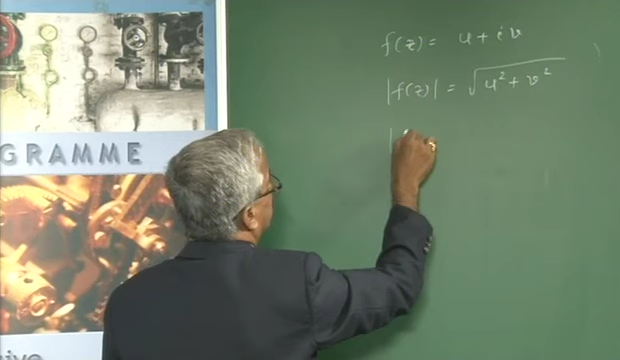 f(z) = u + iv
|f(z)| = √(u² + v²)
|
GRAMME